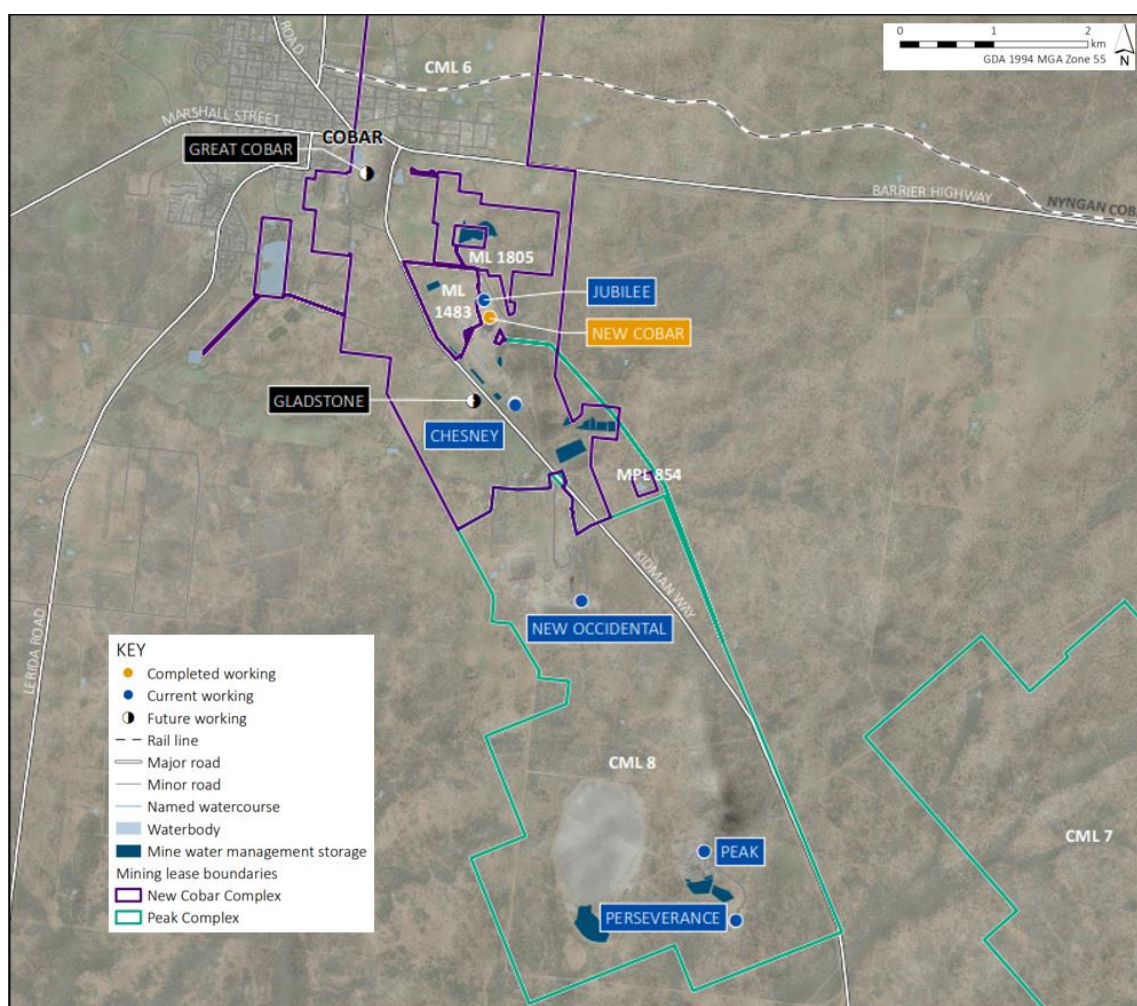 0 1 2
km
GDA 1994 MGA Zone 55
N
ROAD
CML 6
MARSHALL STREET
COBAR
GREAT COBAR
BARRIER HIGHWAY
NYNGAN COB
ML 1805
ML
1483
JUBILEE
NEW COBAR
GLADSTONE
CHESNEY
MPL 854
KIDMAN WAY
NEW OCCIDENTAL
LERIDA ROAD
KEY
Completed working
Current working
Future working
Rail line
Major road
Minor road
Named watercourse
Waterbody
Mine water management storage
Mining lease boundaries
New Cobar Complex
Peak Complex
CML 8
CML 7
PEAK
PERSEVERANCE